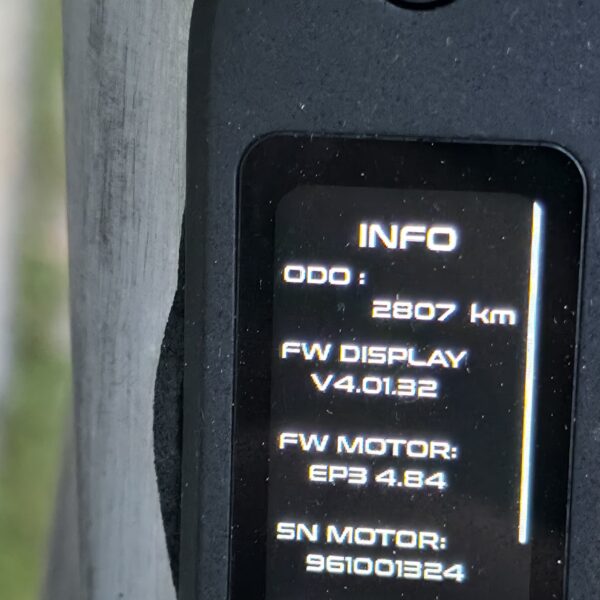 INFO
ODO :
2807 km
FW DISPLAY
V4.01.32
FW MOTOR:
EP3 4.84
SN MOTOR:
961001324